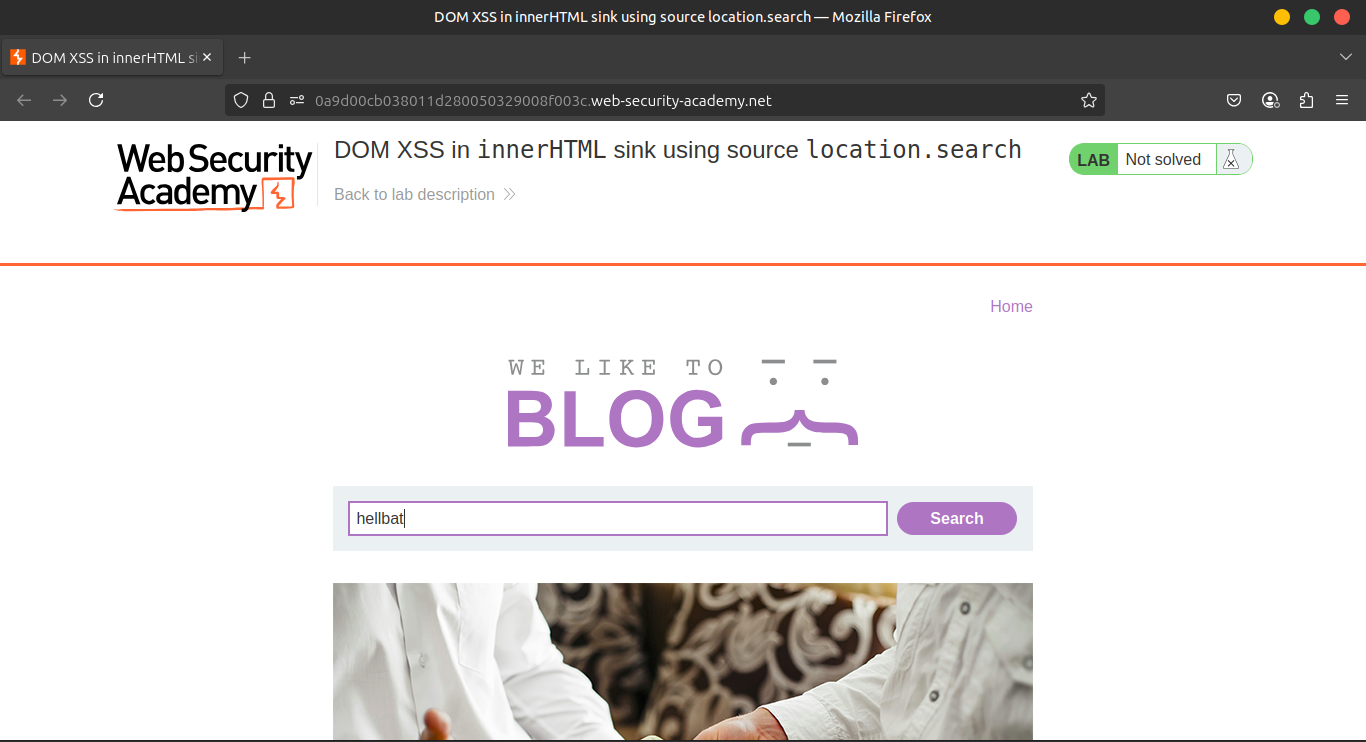 DOM XSS in innerHTML sink using source location.search — Mozilla Firefox
DOM XSS in innerHTML si
0a9d00cb038011d280050329008f003c.web-security-academy.net
Web Security
Academy
DOM XSS in innerHTML sink using source location.search
LAB Not solved
Back to lab description
Home
WE LIKE TO
BLOG
hellbat
Search